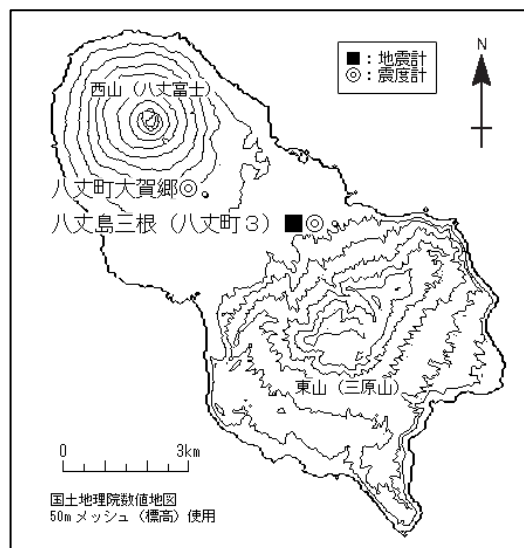 ■：地震計
◎：震度計
N
西山（八丈富士）
八丈町大賀郷◎
八丈島三根（八丈町３）■◎
東山（三原山）
0 3km
国土地理院数値地図
50mメッシュ（標高）使用